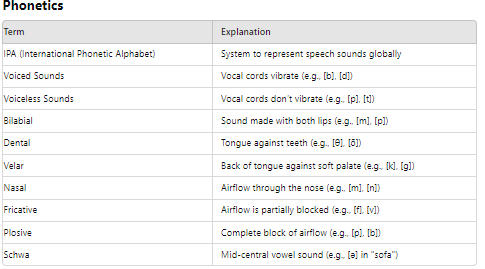 Phonetics
Term Explanation
IPA (International Phonetic Alphabet) System to represent speech sounds globally
Voiced Sounds Vocal cords vibrate (e.g., [b], [d])
Voiceless Sounds Vocal cords don't vibrate (e.g., [p], [t])
Bilabial Sound made with both lips (e.g., [m], [p])
Dental Tongue against teeth (e.g., [θ], [ð])
Velar Back of tongue against soft palate (e.g., [k], [g])
Nasal Airflow through the nose (e.g., [m], [n])
Fricative Airflow is partially blocked (e.g., [f], [v])
Plosive Complete block of airflow (e.g., [p], [b])
Schwa Mid-central vowel sound (e.g., [ə] in "sofa")